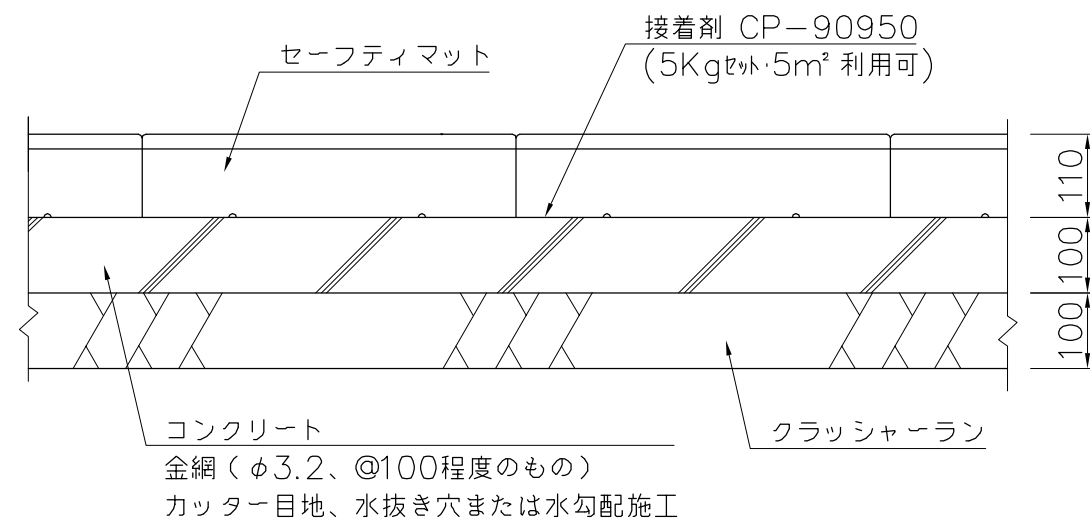 接着剤 CP-90950
(5Kgセット・5m² 利用可)
セーフティマット
110
100
100
コンクリート
金網(φ3.2、@100程度のもの)
カッター目地、水抜き穴または水勾配施工
クラッシャーラン